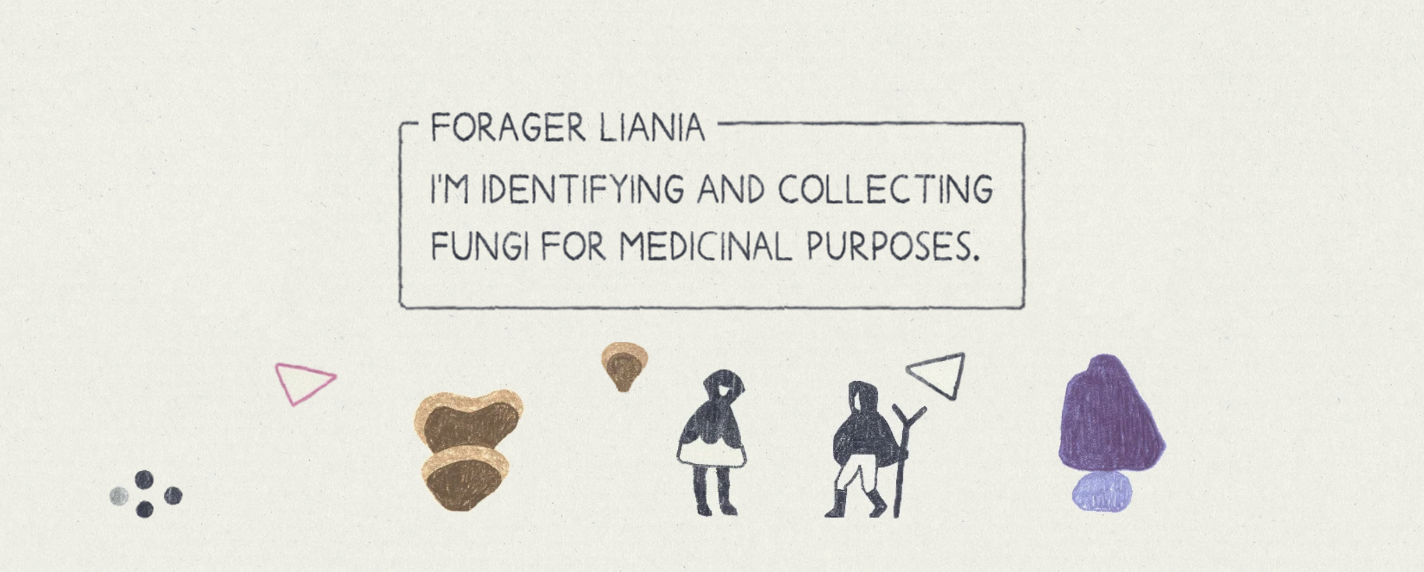 FORAGER LIANIA
I'M IDENTIFYING AND COLLECTING
FUNGI FOR MEDICINAL PURPOSES.